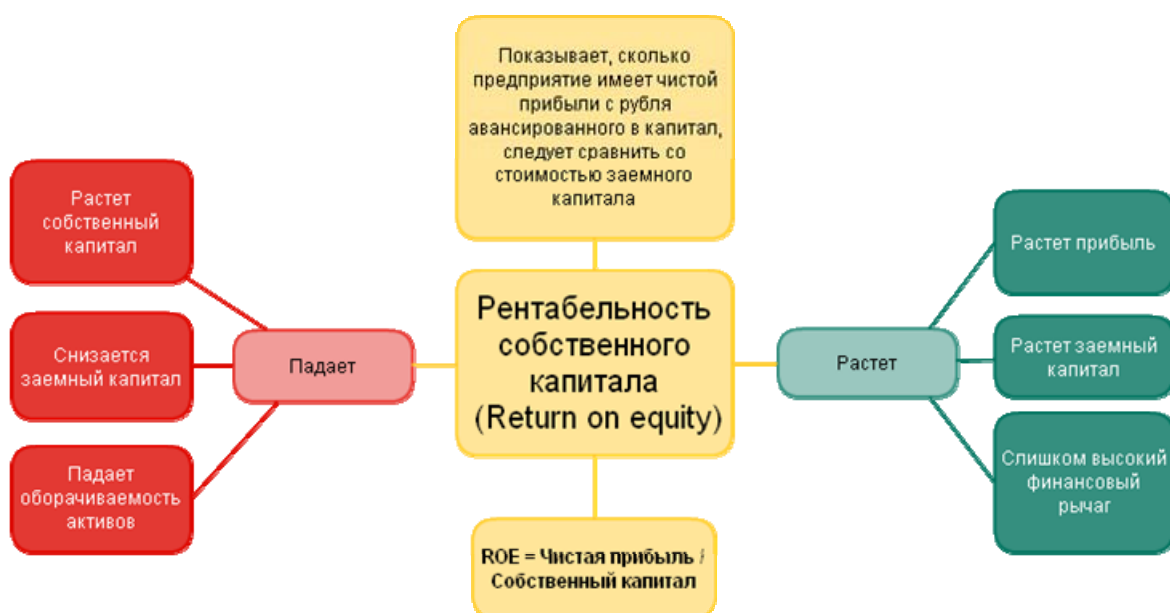 Показывает, сколько
предприятие имеет чистой
прибыли с рубля
авансированного в капитал,
следует сравнить со
стоимостью заемного
капитала
Растет
собственный
капитал
Снизается
заемный капитал
Падает
оборачиваемость
активов
Падает
Рентабельность
собственного
капитала
(Return on equity)
Растет
Растет прибыль
Растет заемный
капитал
Слишком высокий
финансовый
рычаг
ROE = Чистая прибыль /
Собственный капитал